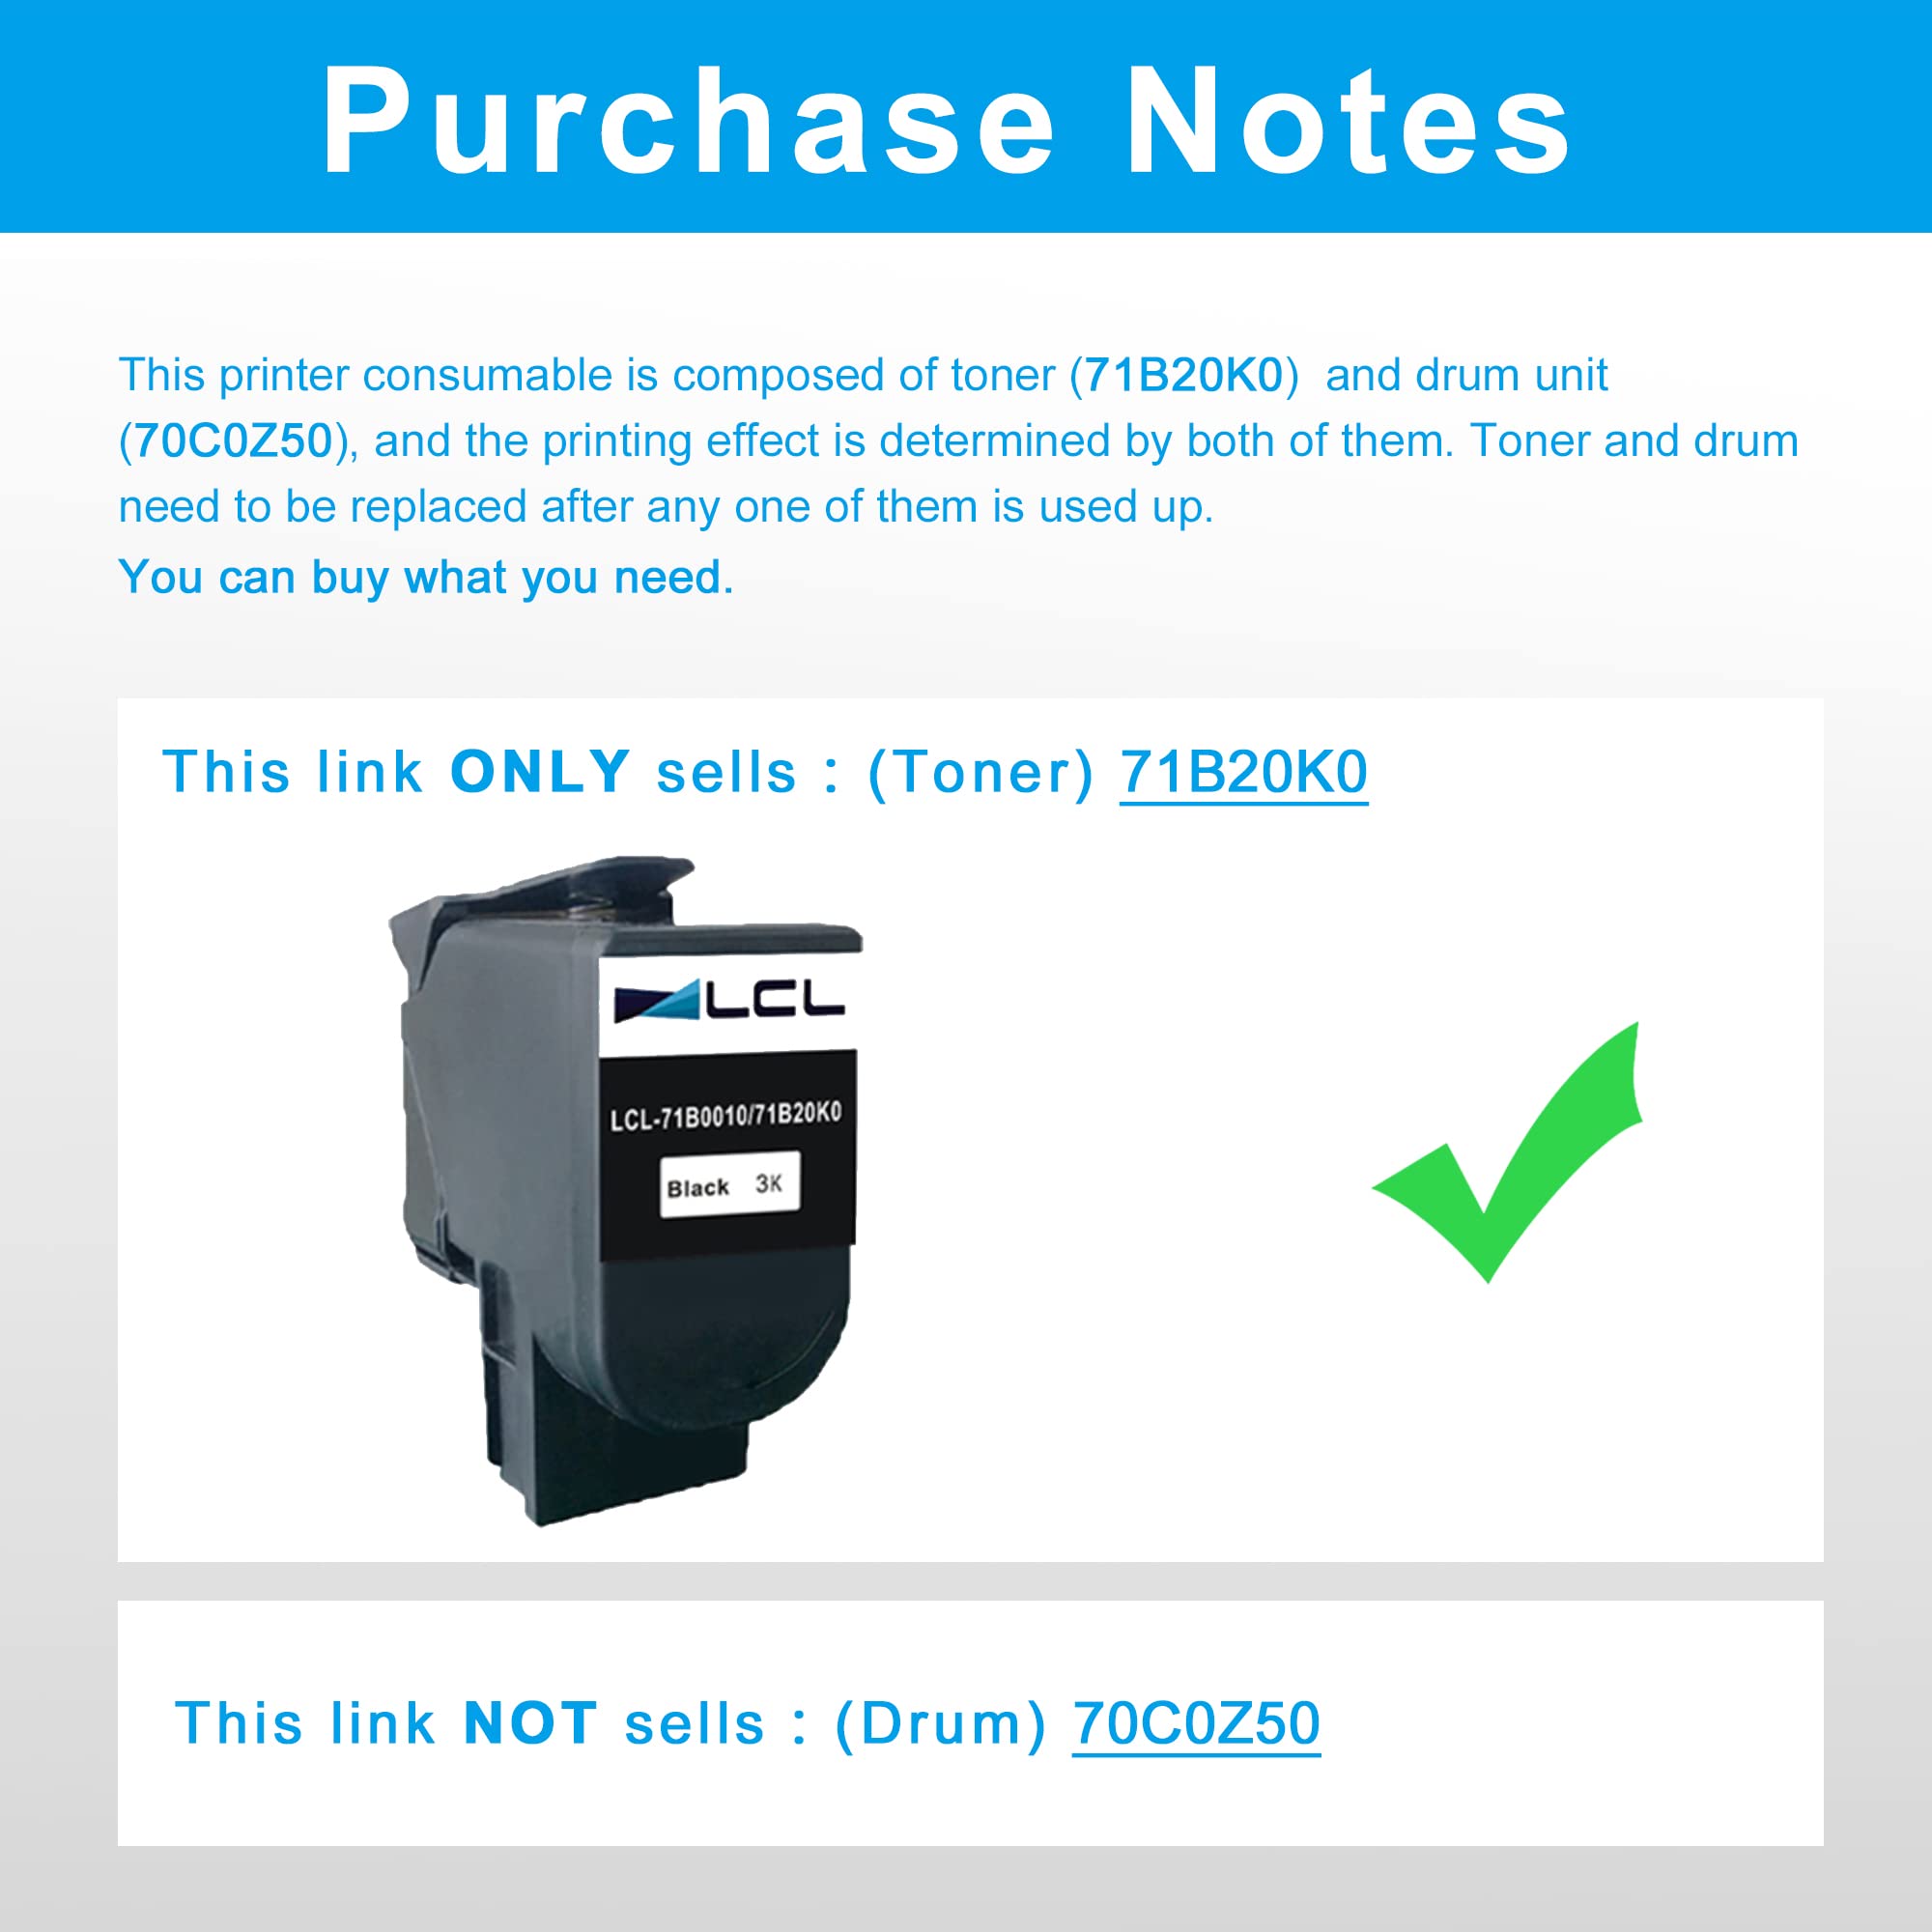 Purchase Notes
This printer consumable is composed of toner (71B20K0)  and drum unit
(70C0Z50), and the printing effect is determined by both of them. Toner and drum
need to be replaced after any one of them is used up.
You can buy what you need.
This link ONLY sells : (Toner) 71B20K0
LCL
LCL-71B0010/71B20K0
Black 3K
This link NOT sells : (Drum) 70C0Z50